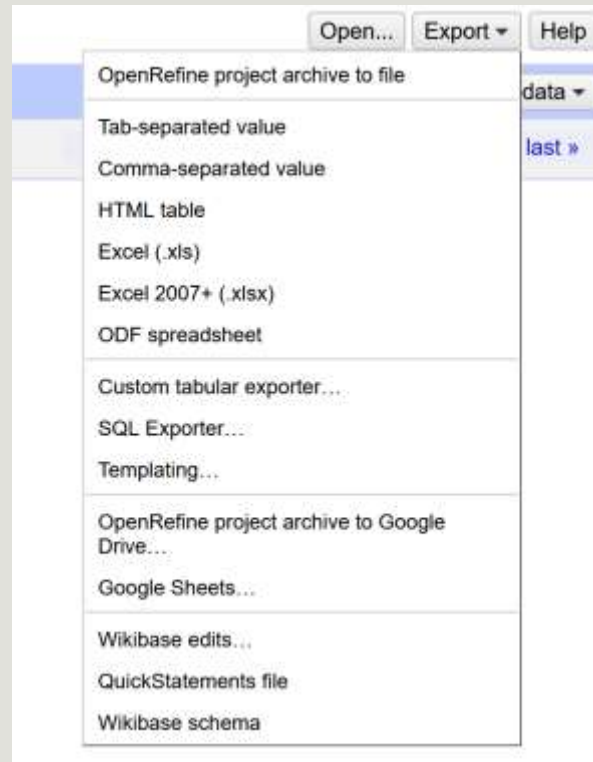 Open... Export Help
OpenRefine project archive to file
data
Tab-separated value
last »
Comma-separated value
HTML table
Excel (.xls)
Excel 2007+ (.xlsx)
ODF spreadsheet
Custom tabular exporter…
SQL Exporter…
Templating…
OpenRefine project archive to Google
Drive…
Google Sheets…
Wikibase edits…
QuickStatements file
Wikibase schema